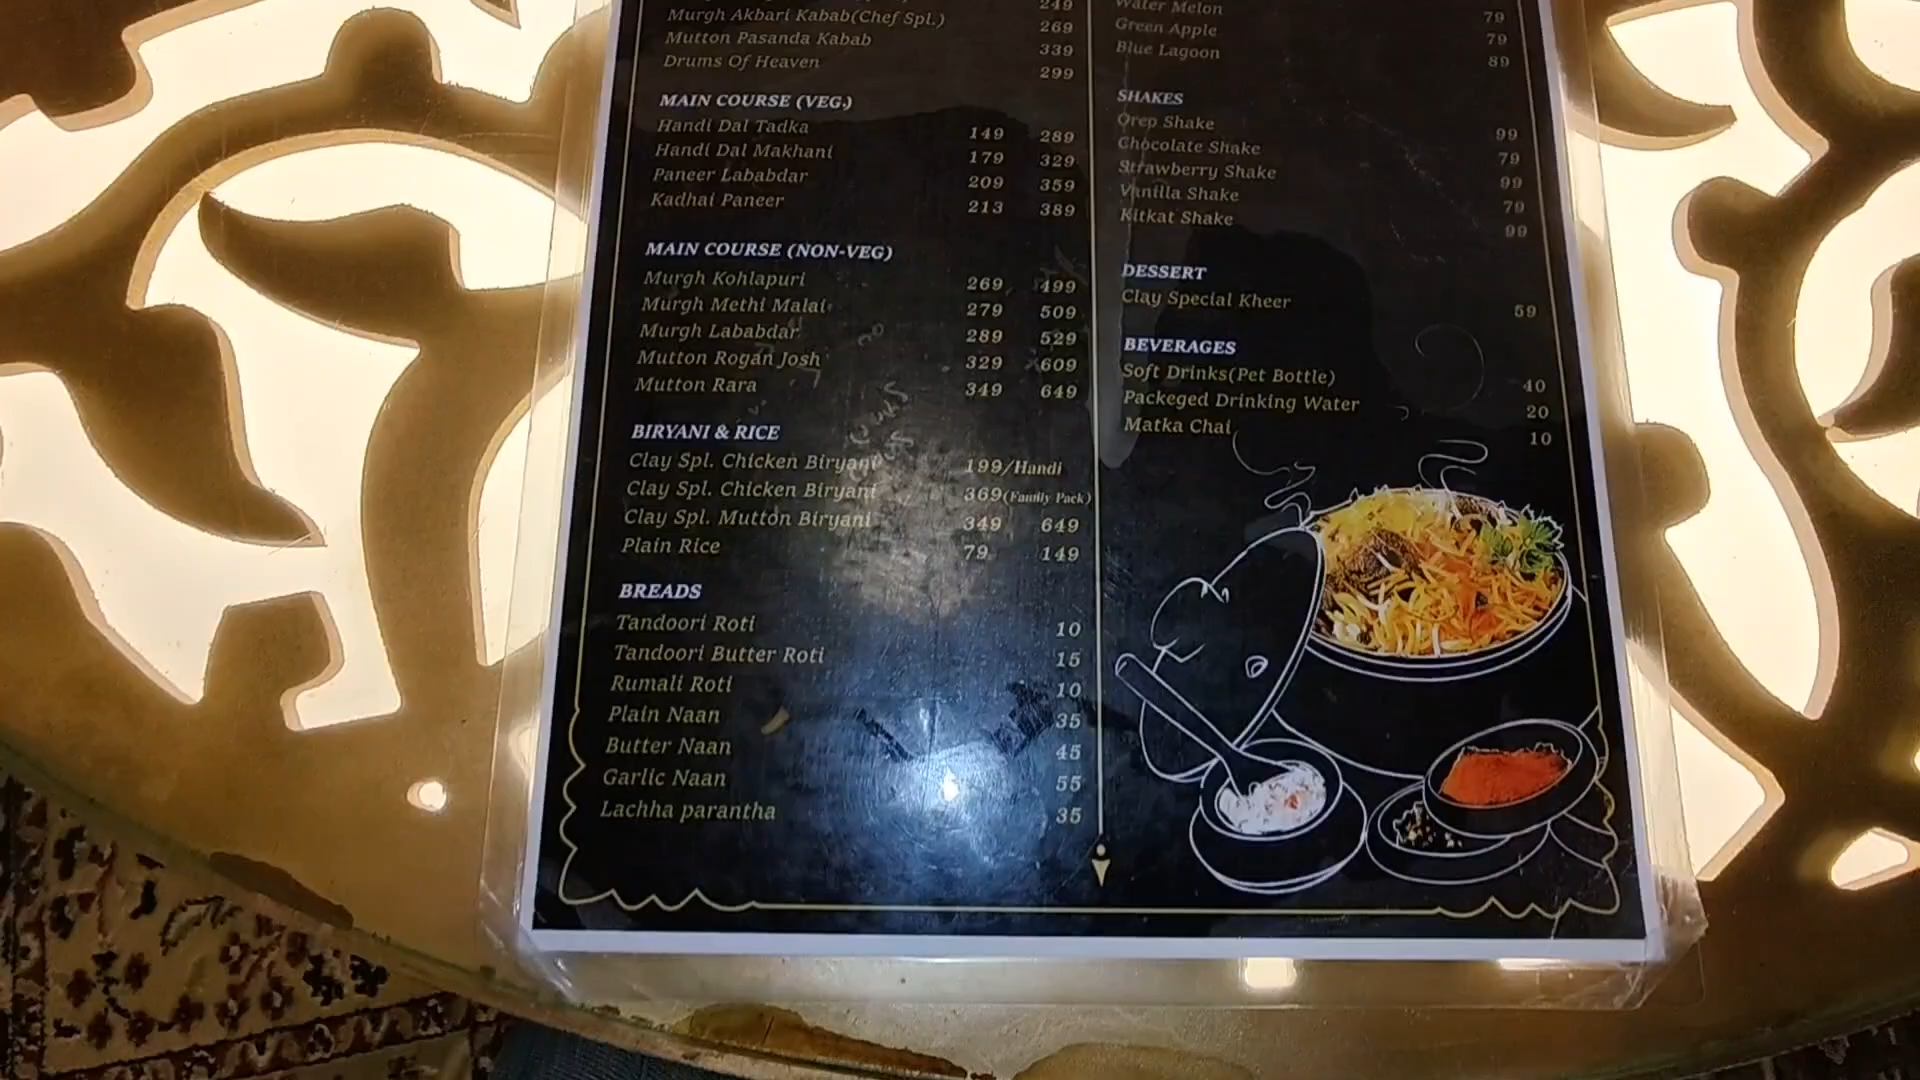 249
Murgh Akbari Kabab(Chef Spl.) 269
Mutton Pasanda Kabab 339
Drums Of Heaven 299
MAIN COURSE (VEG.)
Handi Dal Tadka 149 289
Handi Dal Makhani 179 329
Paneer Lababdar 209 359
Kadhai Paneer 213 389
MAIN COURSE (NON-VEG)
Murgh Kohlapuri 269 499
Murgh Methi Malai 279 509
Murgh Lababdar 289 529
Mutton Rogan Josh 329 609
Mutton Rara 349 649
BIRYANI & RICE
Clay Spl. Chicken Biryani 199/Handi
Clay Spl. Chicken Biryani 369(Family Pack)
Clay Spl. Mutton Biryani 349 649
Plain Rice 79 149
BREADS
Tandoori Roti 10
Tandoori Butter Roti 15
Rumali Roti 10
Plain Naan 35
Butter Naan 45
Garlic Naan 55
Lachha parantha 35
Water Melon 79
Green Apple 79
Blue Lagoon 89
SHAKES
Oreo Shake 99
Chocolate Shake 79
Strawberry Shake 99
Vanilla Shake 79
Kitkat Shake 99
DESSERT
Clay Special Kheer 59
BEVERAGES
Soft Drinks(Pet Bottle) 40
Packeged Drinking Water 20
Matka Chai 10